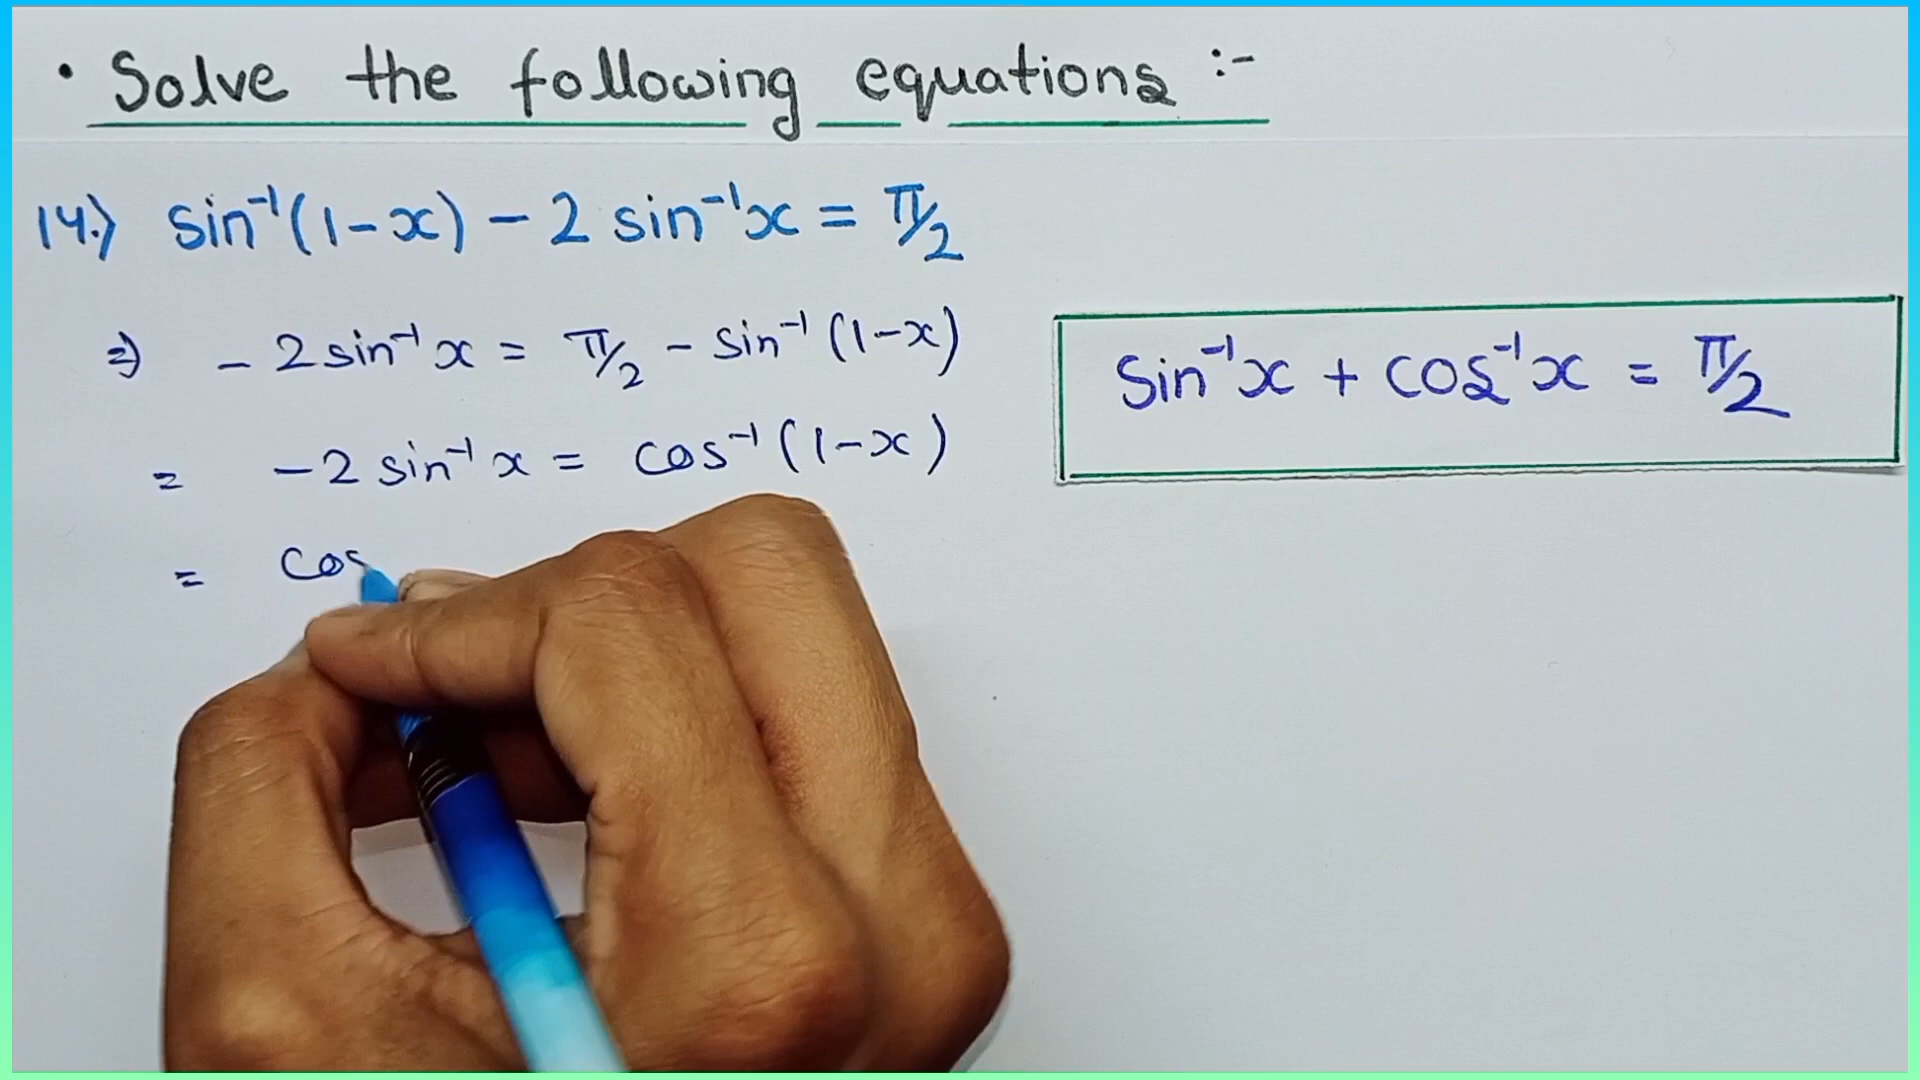 • Solve the following equations :-
14.) sin⁻¹(1-x) - 2 sin⁻¹x = π/2
⇒ - 2 sin⁻¹x = π/2 - sin⁻¹ (1-x)
= -2 sin⁻¹x = cos⁻¹ (1-x)
= cos
sin⁻¹x + cos⁻¹x = π/2